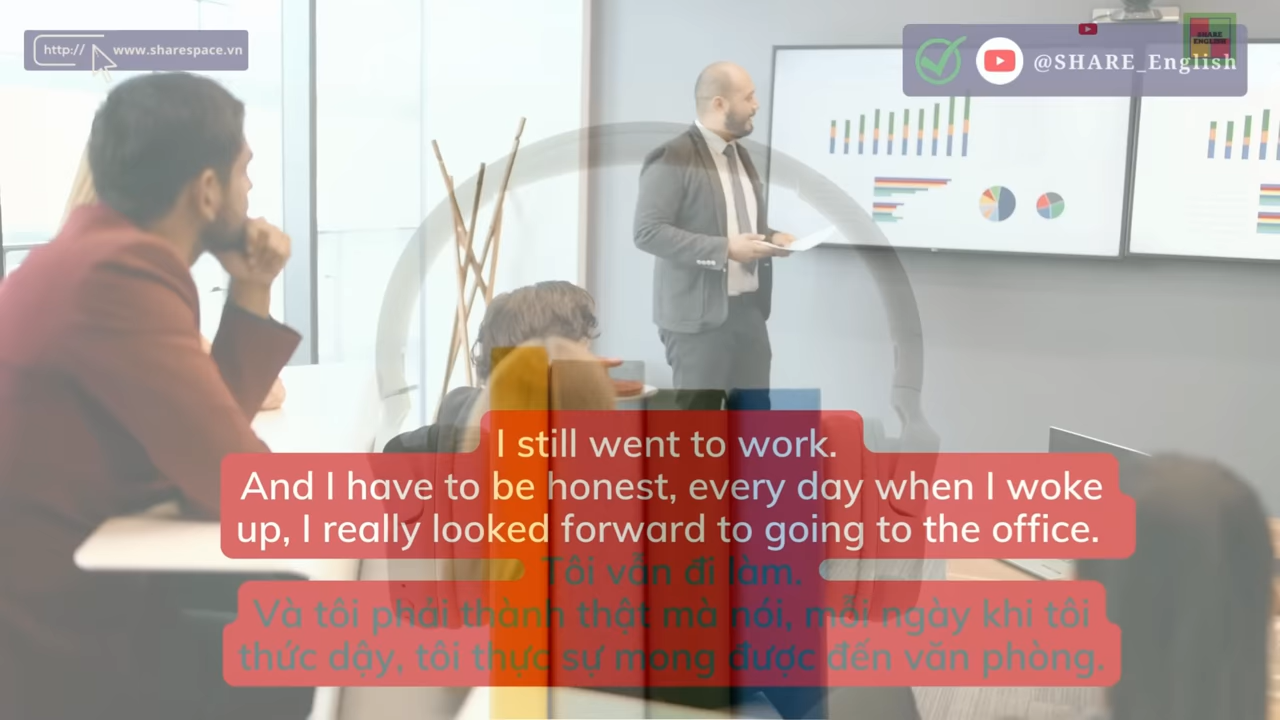 http://
www.sharespace.vn
SHARE
ENGLISH
@SHARE_English
I still went to work.
And I have to be honest, every day when I woke
up, I really looked forward to going to the office.
Tôi vẫn đi làm.
Và tôi phải thành thật mà nói, mỗi ngày khi tôi
thức dậy, tôi thực sự mong được đến văn phòng.